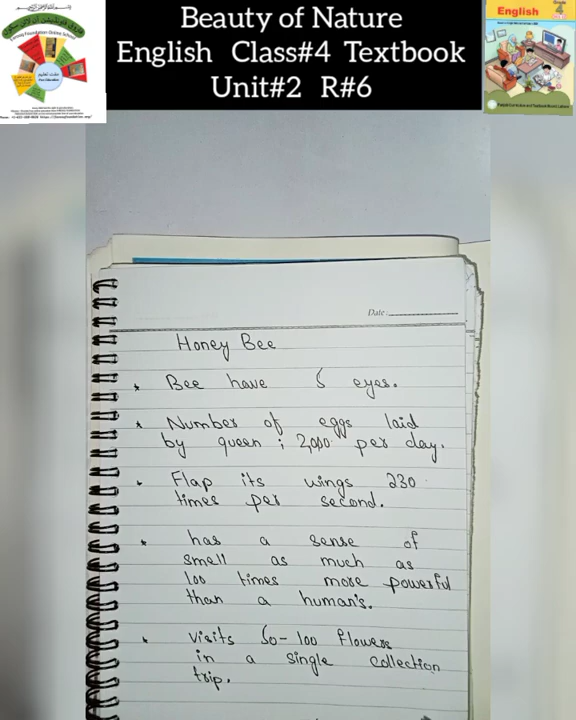 Beauty of Nature
English Class#4 Textbook
Unit#2 R#6
English
4
Date:
Honey Bee
* Bee have 5 eyes.
* Number of eggs laid
by queen ; 2,000 per day.
* Flap its wings 230
times per second.
* has a sense of
smell as much as
100 times more powerful
than a human's.
* visits 50-100 flowers
in a single collection
trip.